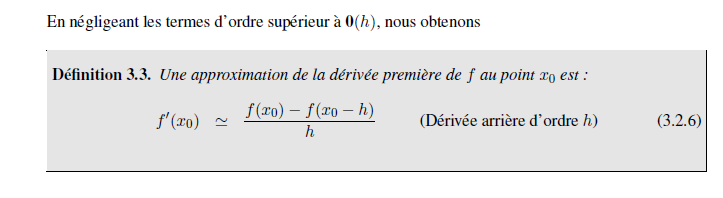 En négligeant les termes d'ordre supérieur à 0(h), nous obtenons
Définition 3.3. Une approximation de la dérivée première de f au point x₀ est :
f′(x₀) ≃ f(x₀) − f(x₀ − h) / h (Dérivée arrière d'ordre h) (3.2.6)